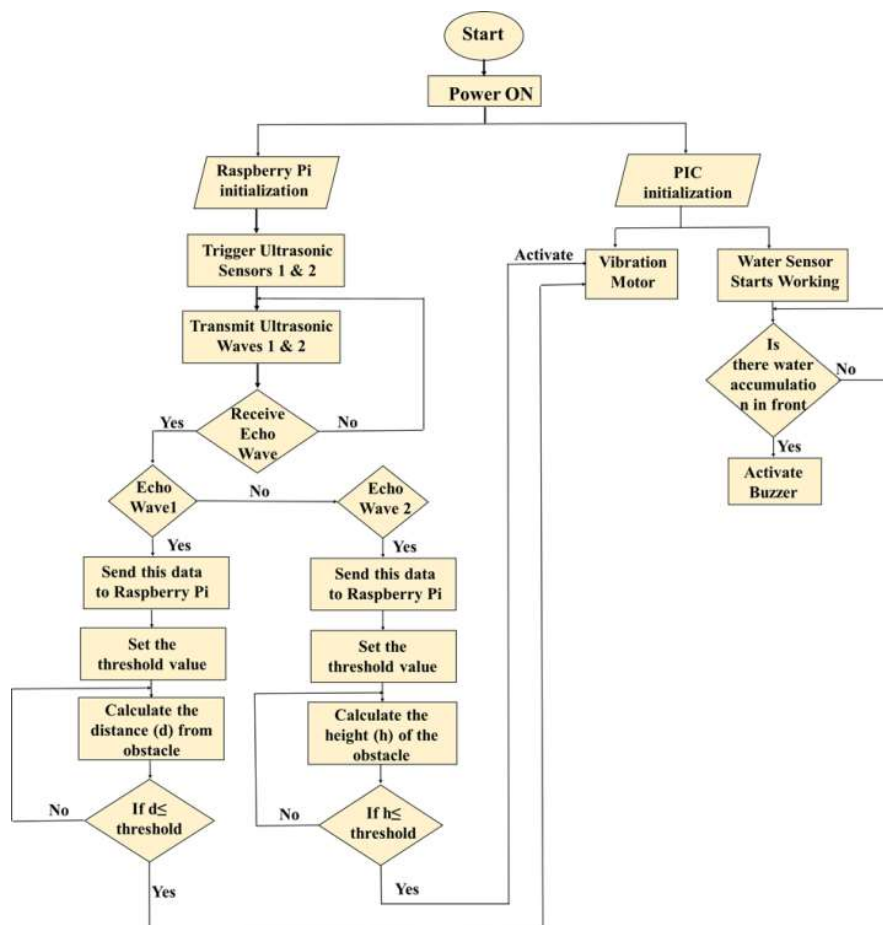 Start
Power ON
Raspberry Pi
initialization
PIC
initialization
Trigger Ultrasonic
Sensors 1 & 2
Activate
Vibration
Motor
Water Sensor
Starts Working
Transmit Ultrasonic
Waves 1 & 2
Is
there water
accumulatio
n in front
No
Yes
Receive
Echo
Wave
No
Yes
Activate
Buzzer
Echo
Wave1
No
Echo
Wave 2
Yes
Yes
Send this data
to Raspberry Pi
Send this data
to Raspberry Pi
Set the
threshold value
Set the
threshold value
Calculate the
distance (d) from
obstacle
Calculate the
height (h) of the
obstacle
No
If d≤
threshold
No
If h≤
threshold
Yes
Yes